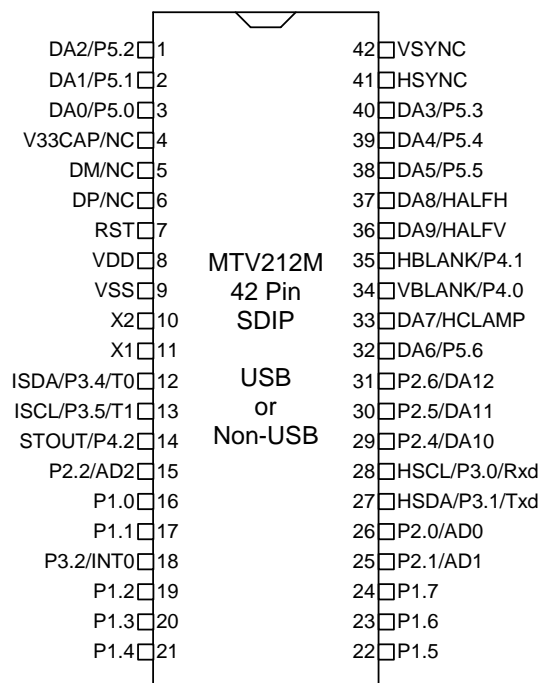 DA2/P5.2 1 42 VSYNC
DA1/P5.1 2 41 HSYNC
DA0/P5.0 3 40 DA3/P5.3
V33CAP/NC 4 39 DA4/P5.4
DM/NC 5 38 DA5/P5.5
DP/NC 6 37 DA8/HALFH
RST 7 36 DA9/HALFV
VDD 8 MTV212M 35 HBLANK/P4.1
VSS 9 42 Pin 34 VBLANK/P4.0
X2 10 SDIP 33 DA7/HCLAMP
X1 11 32 DA6/P5.6
ISDA/P3.4/T0 12 USB 31 P2.6/DA12
ISCL/P3.5/T1 13 or 30 P2.5/DA11
STOUT/P4.2 14 Non-USB 29 P2.4/DA10
P2.2/AD2 15 28 HSCL/P3.0/Rxd
P1.0 16 27 HSDA/P3.1/Txd
P1.1 17 26 P2.0/AD0
P3.2/INT0 18 25 P2.1/AD1
P1.2 19 24 P1.7
P1.3 20 23 P1.6
P1.4 21 22 P1.5